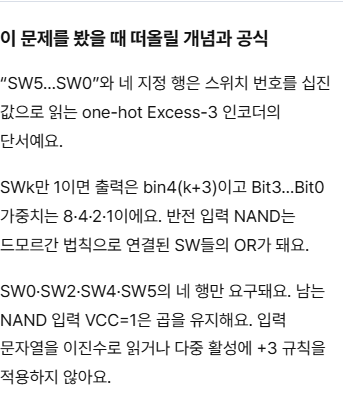 이 문제를 봤을 때 떠올릴 개념과 공식
“SW5…SW0”와 네 지정 행은 스위치 번호를 십진
값으로 읽는 one-hot Excess-3 인코더의
단서예요.
SWk만 1이면 출력은 bin4(k+3)이고 Bit3…Bit0
가중치는 8·4·2·1이에요. 반전 입력 NAND는
드모르간 법칙으로 연결된 SW들의 OR가 돼요.
SW0·SW2·SW4·SW5의 네 행만 요구돼요. 남는
NAND 입력 VCC=1은 곱을 유지해요. 입력
문자열을 이진수로 읽거나 다중 활성에 +3 규칙을
적용하지 않아요.